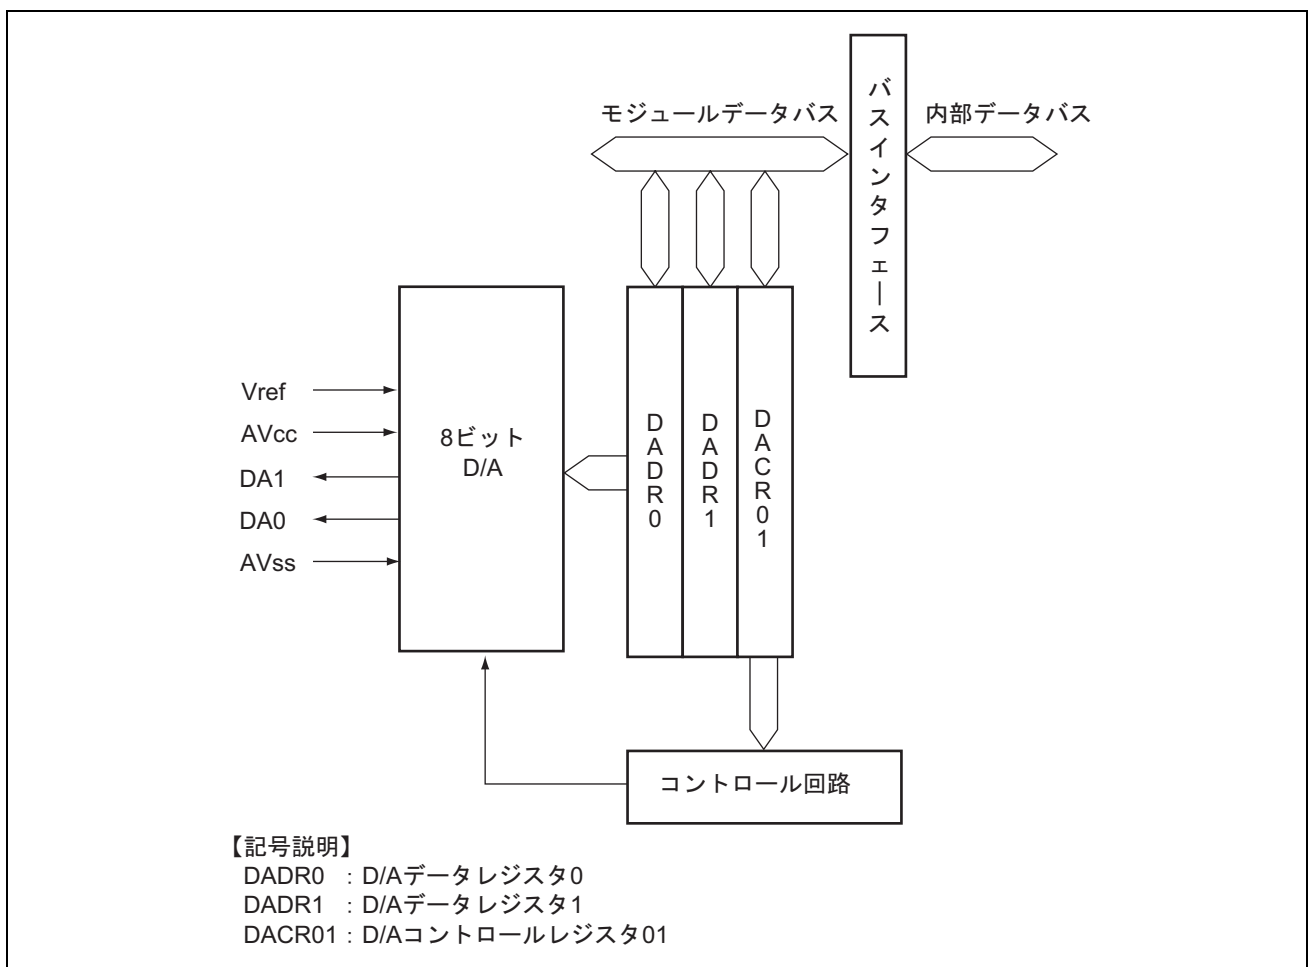 モジュールデータバス
バスインタフェース
内部データバス
Vref
AVcc
DA1
DA0
AVss
8ビット
D/A
DADR0
DADR1
DACR01
コントロール回路
【記号説明】
DADR0 ：D/Aデータレジスタ0
DADR1 ：D/Aデータレジスタ1
DACR01：D/Aコントロールレジスタ01